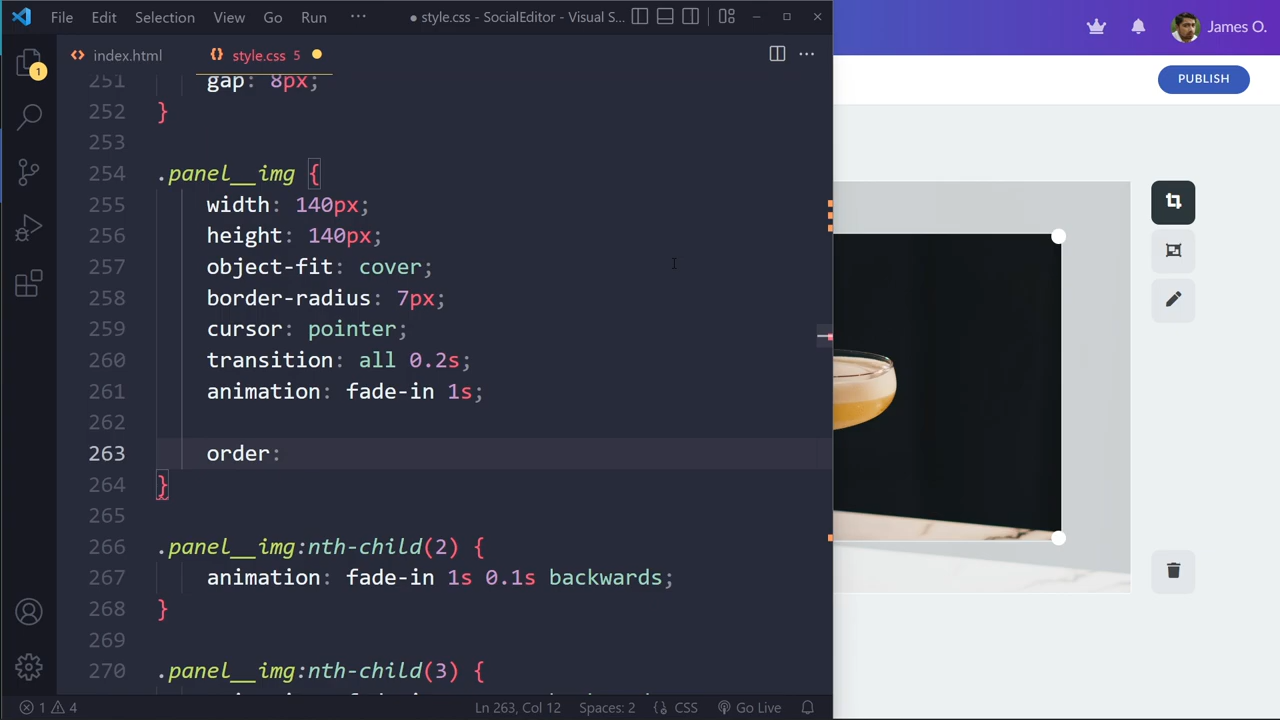 File Edit Selection View Go Run ··· ● style.css - SocialEditor - Visual S...
James O.
index.html style.css 5
PUBLISH
1
251 gap: 8px;
252 }
253
254 .panel__img {
255 width: 140px;
256 height: 140px;
257 object-fit: cover;
258 border-radius: 7px;
259 cursor: pointer;
260 transition: all 0.2s;
261 animation: fade-in 1s;
262
263 order:
264 }
265
266 .panel__img:nth-child(2) {
267 animation: fade-in 1s 0.1s backwards;
268 }
269
270 .panel__img:nth-child(3) {
1 4 Ln 263, Col 12 Spaces: 2 CSS Go Live